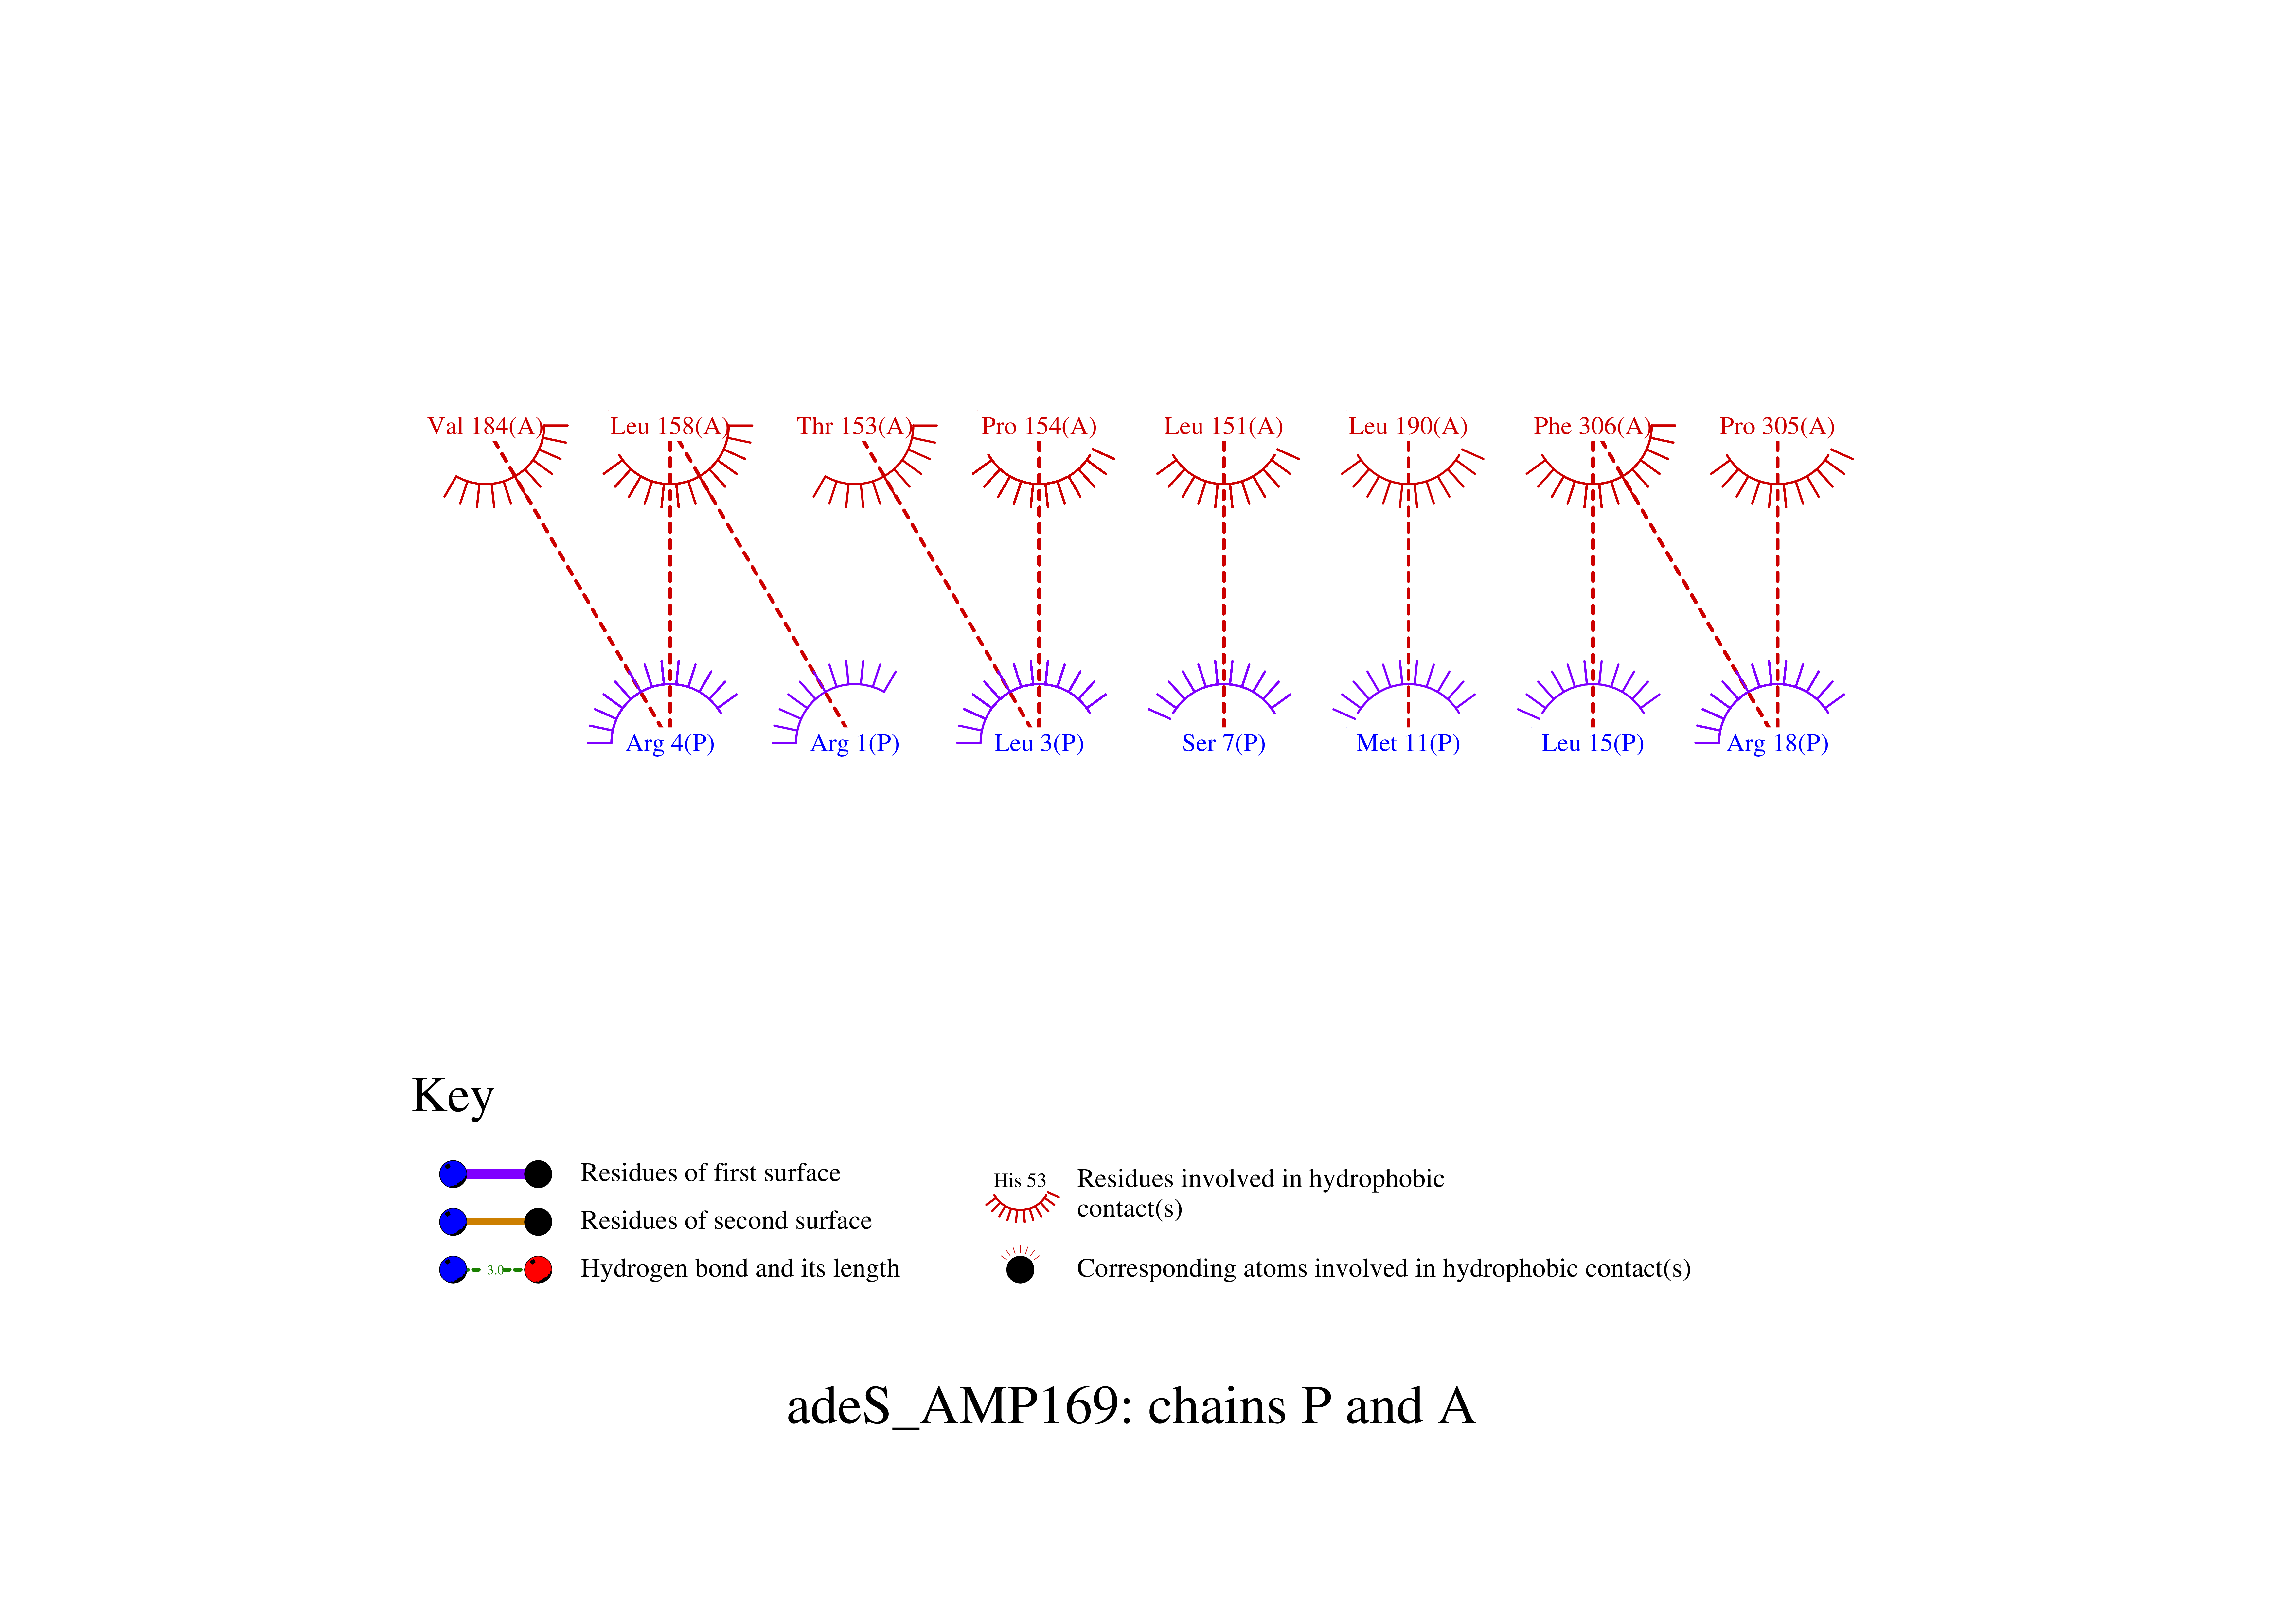 Val 184(A) Leu 158(A) Thr 153(A) Pro 154(A) Leu 151(A) Leu 190(A) Phe 306(A) Pro 305(A)
Arg 4(P) Arg 1(P) Leu 3(P) Ser 7(P) Met 11(P) Leu 15(P) Arg 18(P)
Key
Residues of first surface
Residues of second surface
3.0 Hydrogen bond and its length
His 53 Residues involved in hydrophobic
contact(s)
Corresponding atoms involved in hydrophobic contact(s)
adeS_AMP169: chains P and A